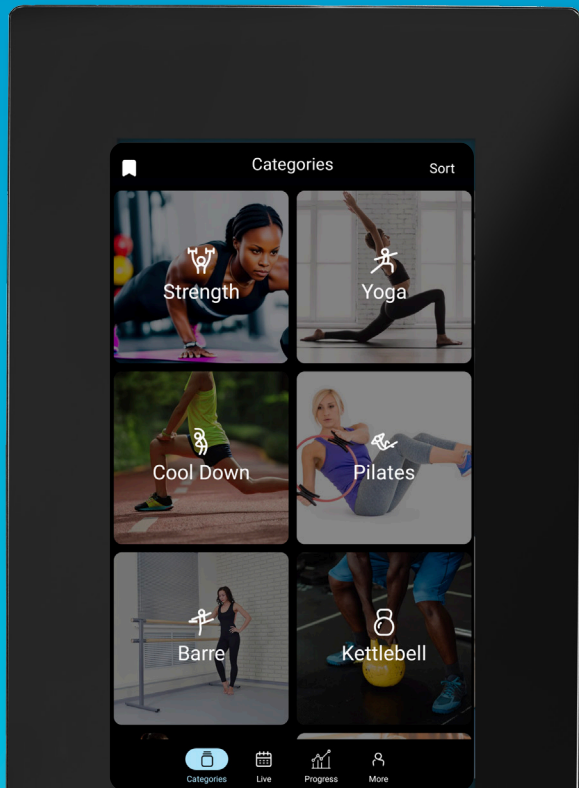 Categories
Sort
Strength
Yoga
Cool Down
Pilates
Barre
Kettlebell
Categories
Live
Progress
More